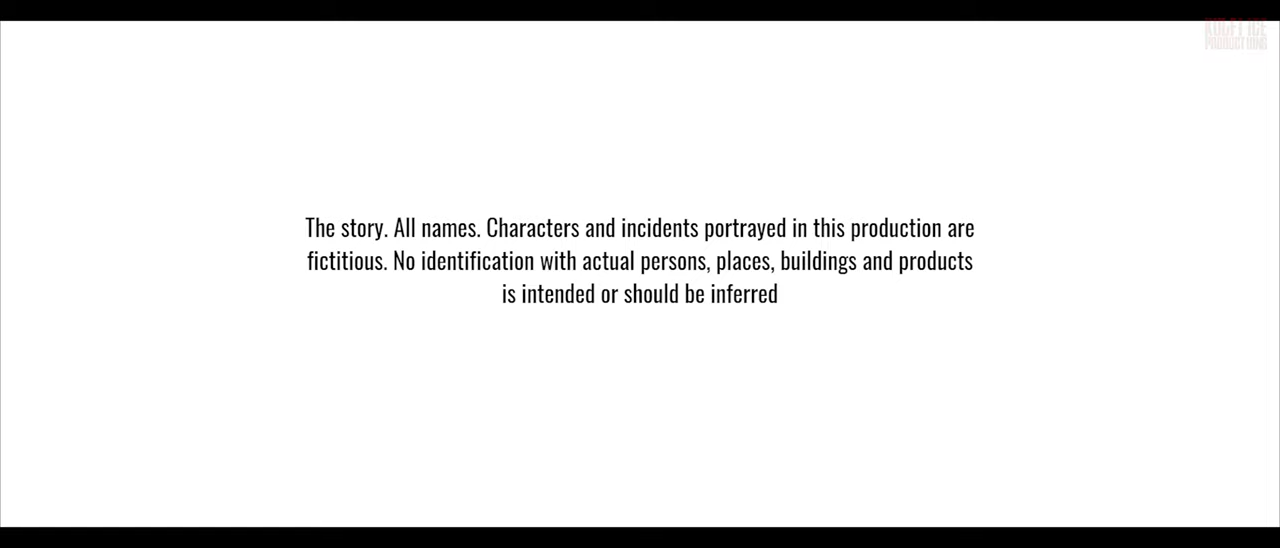 The story. All names. Characters and incidents portrayed in this production are
fictitious. No identification with actual persons, places, buildings and products
is intended or should be inferred
PRODUCTIONS